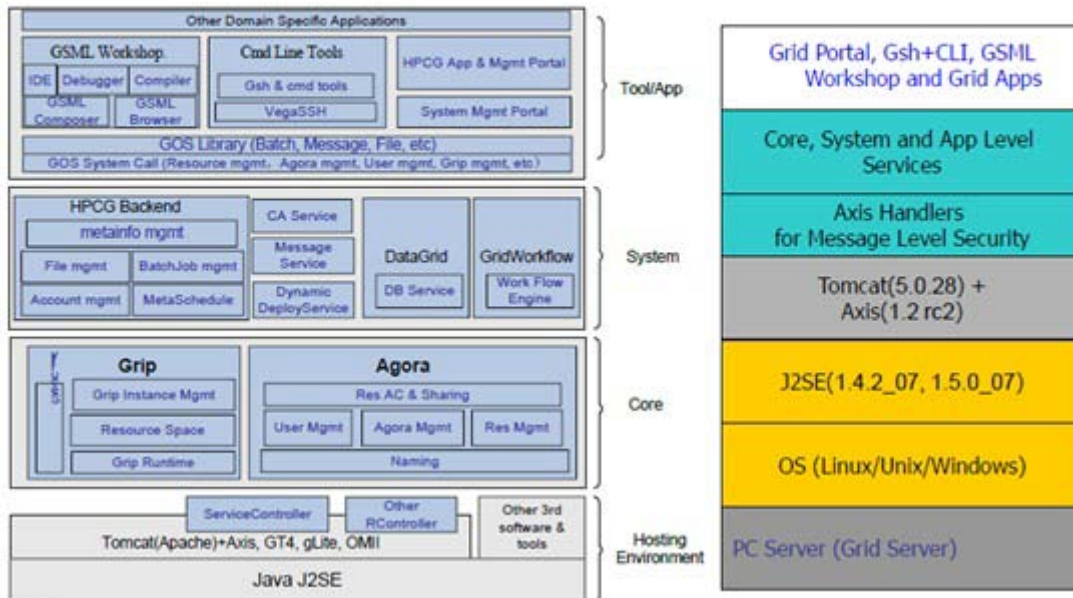 Other Domain Specific Applications
GSML Workshop
IDE
Debugger
Compiler
GSML
Composer
GSML
Browser
Cmd Line Tools
Gsh & cmd tools
VegaSSH
HPCG App & Mgmt Portal
System Mgmt Portal
GOS Library (Batch, Message, File, etc)
GOS System Call (Resource mgmt, Agora mgmt, User mgmt, Grip mgmt, etc)
Tool/App
HPCG Backend
metainfo mgmt
File mgmt
BatchJob mgmt
Account mgmt
MetaSchedule
CA Service
Message
Service
Dynamic
DeployService
DataGrid
DB Service
GridWorkflow
Work Flow
Engine
System
Grip
Grip Instance Mgmt
Resource Space
Grip Runtime
Agora
Res AC & Sharing
User Mgmt
Agora Mgmt
Res Mgmt
Naming
Core
ServiceController
Other
RController
Tomcat(Apache)+Axis, GT4, gLite, OMII
Other 3rd
software &
tools
Java J2SE
Hosting
Environment
Grid Portal, Gsh+CLI, GSML
Workshop and Grid Apps
Core, System and App Level
Services
Axis Handlers
for Message Level Security
Tomcat(5.0.28) +
Axis(1.2 rc2)
J2SE(1.4.2_07, 1.5.0_07)
OS (Linux/Unix/Windows)
PC Server (Grid Server)